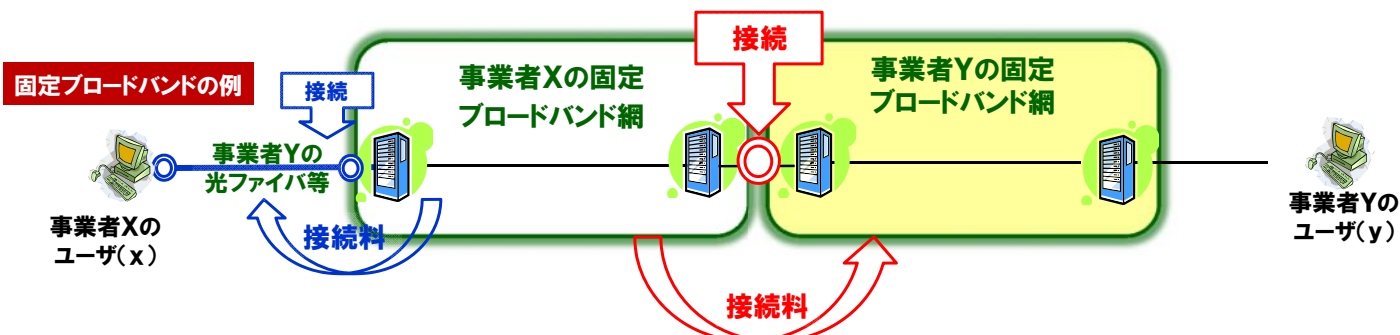 接続
固定ブロードバンドの例
接続
事業者Xの固定
ブロードバンド網
事業者Yの固定
ブロードバンド網
事業者Yの
光ファイバ等
事業者Xの
ユーザ(x)
事業者Yの
ユーザ(y)
接続料
接続料